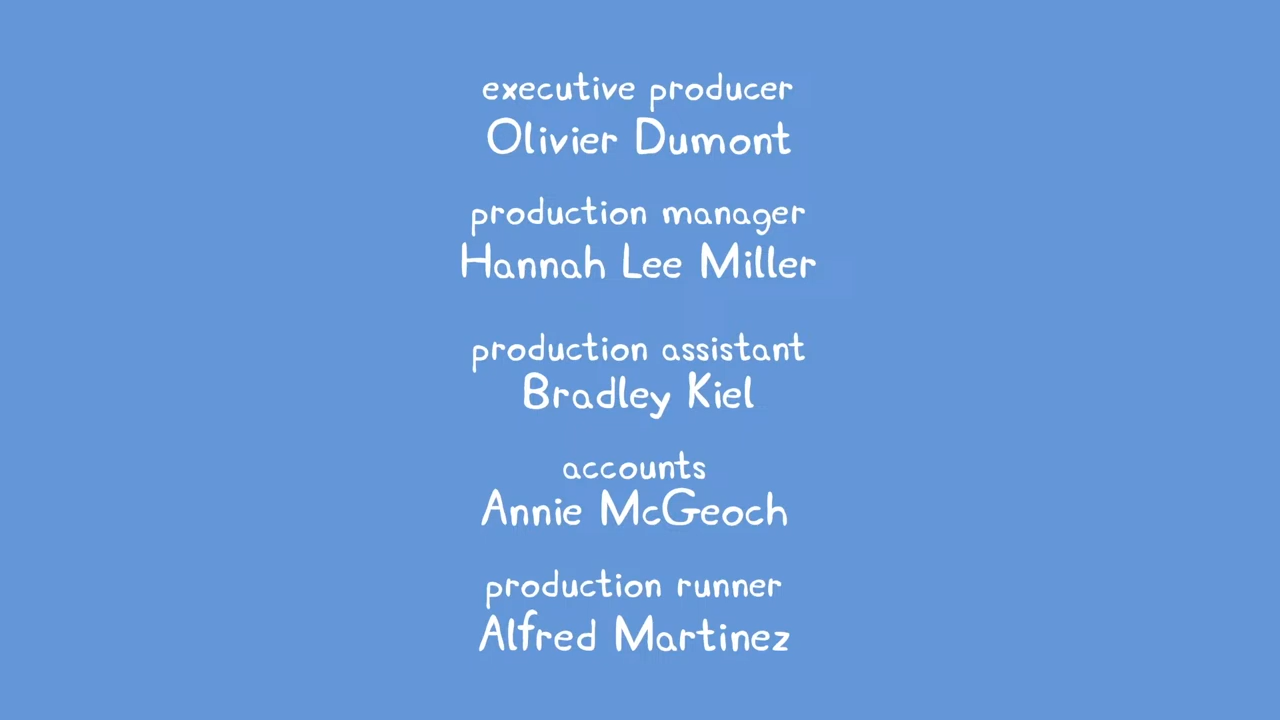 executive producer
Olivier Dumont
production manager
Hannah Lee Miller
production assistant
Bradley Kiel
accounts
Annie McGeoch
production runner
Alfred Martinez